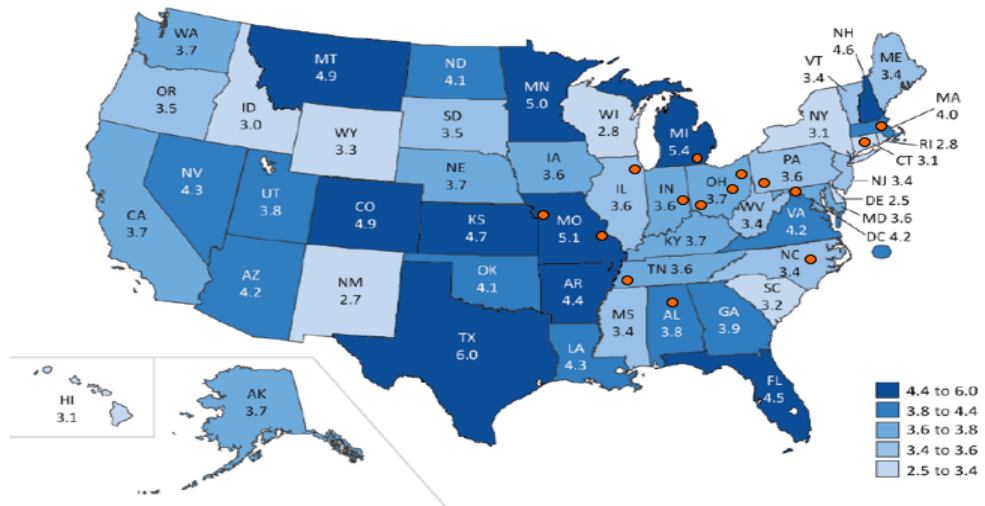 WA
3.7
OR
3.5
CA
3.7
ID
3.0
NV
4.3
MT
4.9
WY
3.3
UT
3.8
AZ
4.2
CO
4.9
NM
2.7
ND
4.1
SD
3.5
NE
3.7
KS
4.7
OK
4.1
TX
6.0
MN
5.0
IA
3.6
MO
5.1
AR
4.4
LA
4.3
WI
2.8
IL
3.6
MI
5.4
IN
3.6
OH
3.7
KY 3.7
TN 3.6
MS
3.4
AL
3.8
GA
3.9
FL
4.5
SC
3.2
NC
3.4
VA
4.2
WV
3.4
PA
3.6
NY
3.1
VT
3.4
NH
4.6
ME
3.4
MA
4.0
RI 2.8
CT 3.1
NJ 3.4
DE 2.5
MD 3.6
DC 4.2
HI
3.1
AK
3.7
4.4 to 6.0
3.8 to 4.4
3.6 to 3.8
3.4 to 3.6
2.5 to 3.4